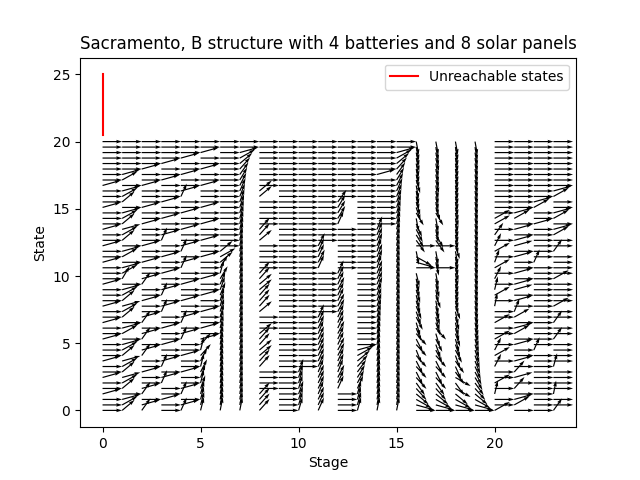 Sacramento, B structure with 4 batteries and 8 solar panels
Unreachable states
25
20
15
10
5
0
State
0 5 10 15 20
Stage